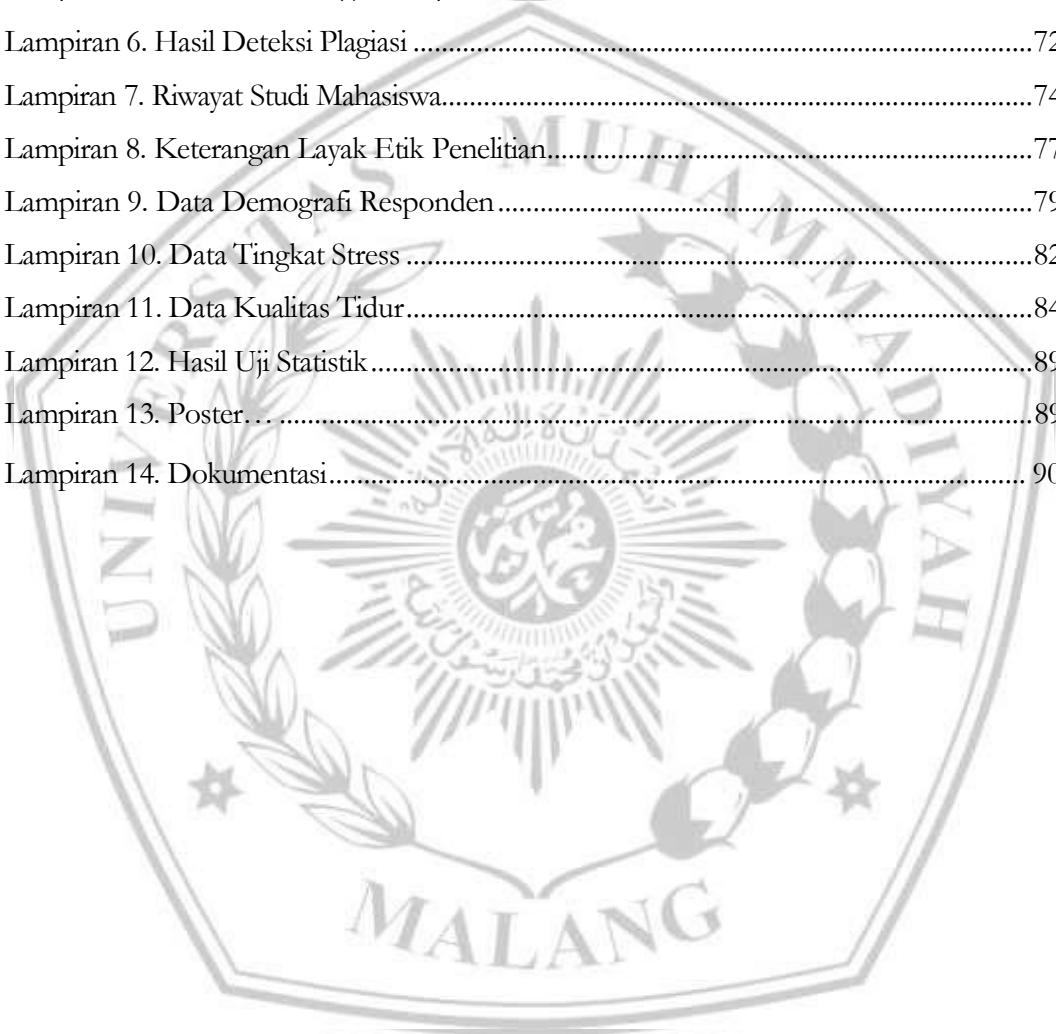 Lampiran 6. Hasil Deteksi Plagiasi ........ 72
Lampiran 7. Riwayat Studi Mahasiswa ........ 74
Lampiran 8. Keterangan Layak Etik Penelitian ........ 77
Lampiran 9. Data Demografi Responden ........ 79
Lampiran 10. Data Tingkat Stress ........ 82
Lampiran 11. Data Kualitas Tidur ........ 84
Lampiran 12. Hasil Uji Statistik ........ 89
Lampiran 13. Poster… ........ 89
Lampiran 14. Dokumentasi ........ 90
UNIVERSITAS MUHAMMADIYAH
MALANG